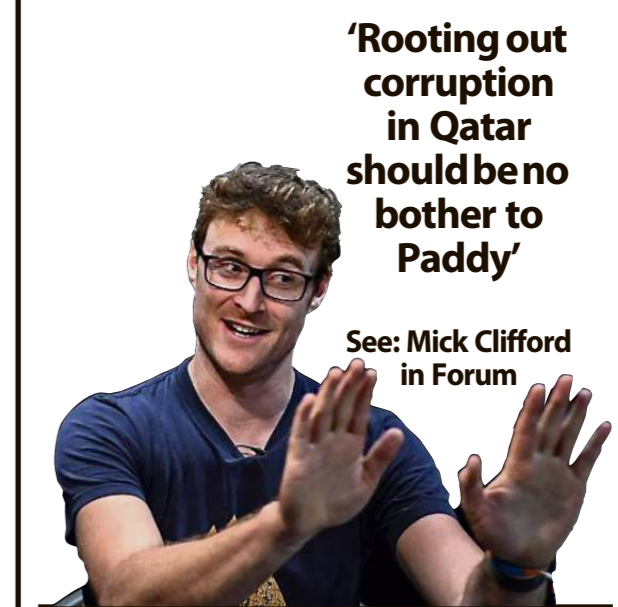 ‘Rooting out
corruption
in Qatar
should be no
bother to
Paddy’
See: Mick Clifford
in Forum